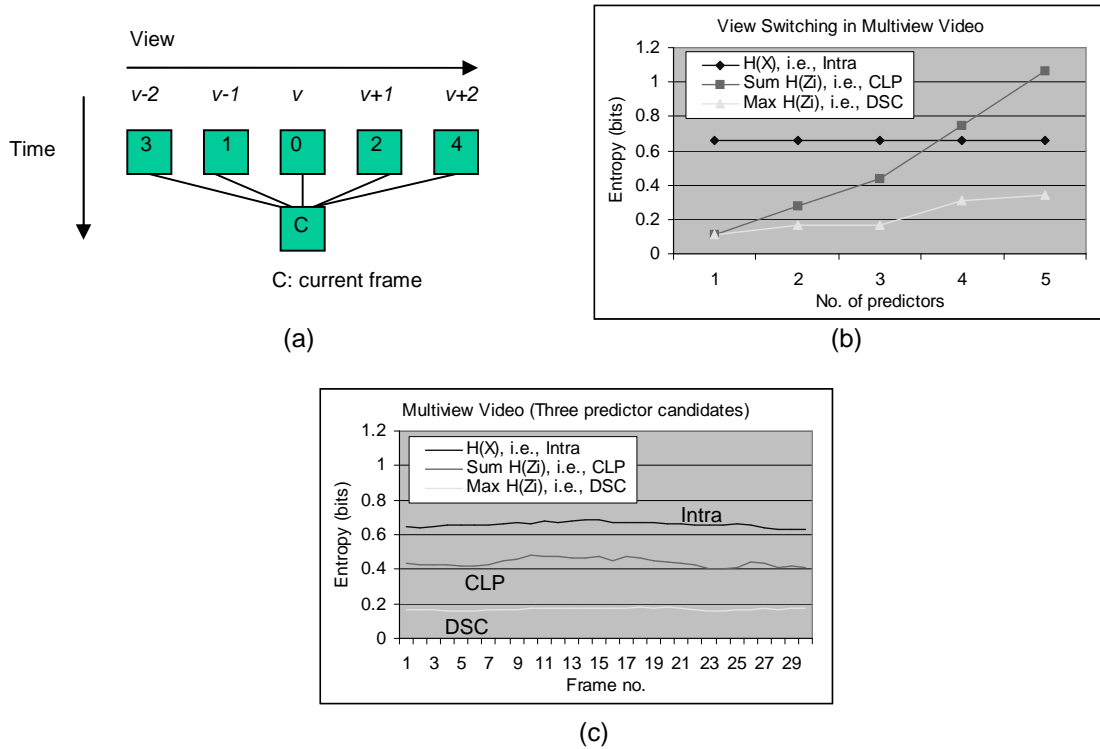 View
v-2 v-1 v v+1 v+2
Time
3 1 0 2 4
C
C: current frame
(a)
View Switching in Multiview Video
H(X), i.e., Intra
Sum H(Zi), i.e., CLP
Max H(Zi), i.e., DSC
Entropy (bits)
1.2
1
0.8
0.6
0.4
0.2
0
1 2 3 4 5
No. of predictors
(b)
Multiview Video (Three predictor candidates)
H(X), i.e., Intra
Sum H(Zi), i.e., CLP
Max H(Zi), i.e., DSC
Entropy (bits)
1.2
1
0.8
0.6
0.4
0.2
0
Intra
CLP
DSC
1 3 5 7 9 11 13 15 17 19 21 23 25 27 29
Frame no.
(c)